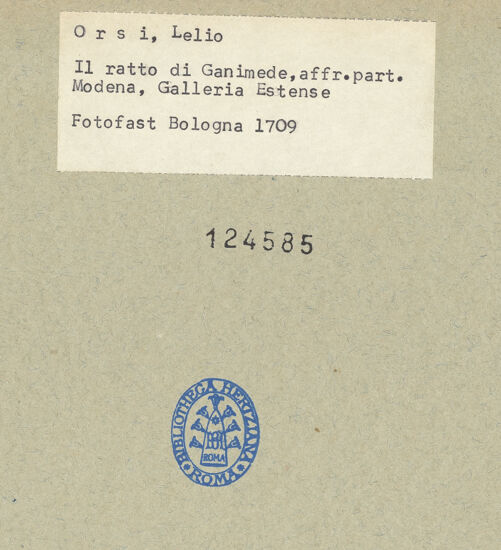 O r s i, Lelio
Il ratto di Ganimede,affr.part.
Modena, Galleria Estense
Fotofast Bologna 1709
124585
BIBLIOTHECA HERTZIANA
ROMA
ROMA